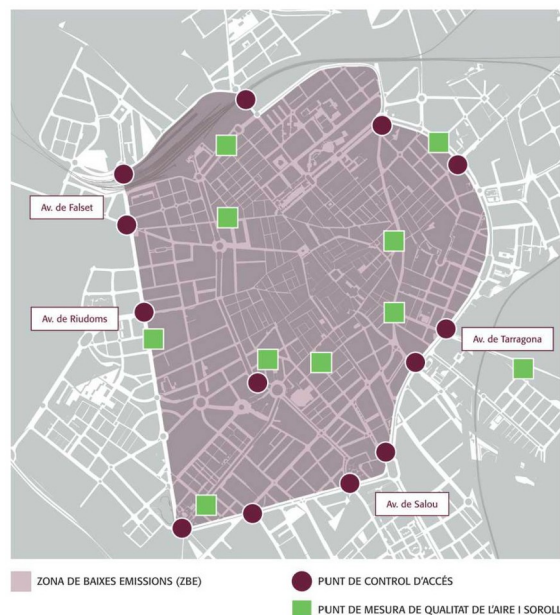 Av. de Falset
Av. de Riudoms
Av. de Tarragona
Av. de Salou
ZONA DE BAIXES EMISSIONS (ZBE)
PUNT DE CONTROL D'ACCÉS
PUNT DE MESURA DE QUALITAT DE L'AIRE I SOROLL